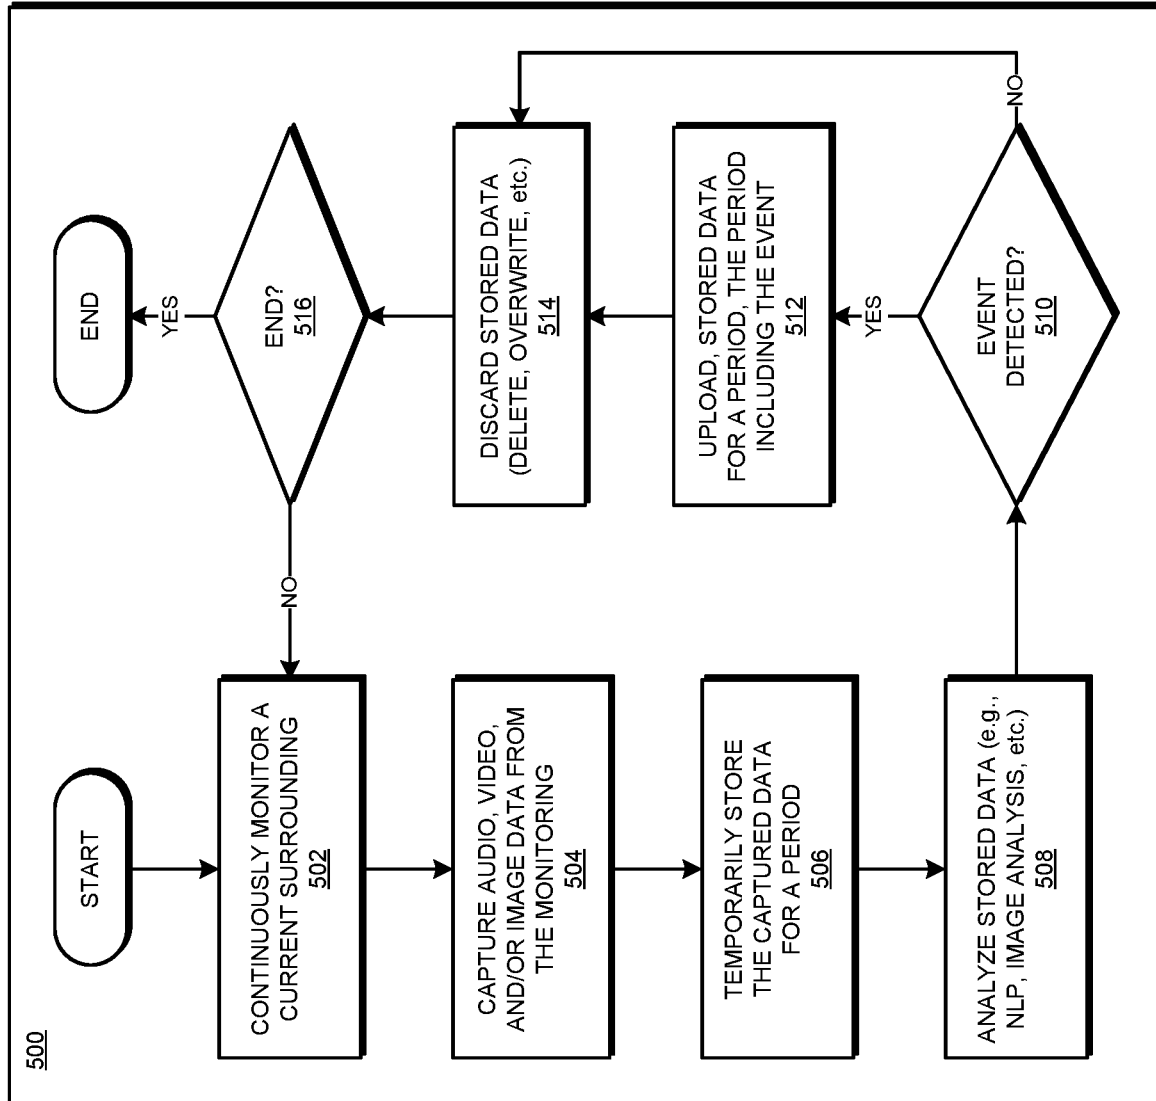 500
START
CONTINUOUSLY MONITOR A
CURRENT SURROUNDING
502
CAPTURE AUDIO, VIDEO,
AND/OR IMAGE DATA FROM
THE MONITORING
504
TEMPORARILY STORE
THE CAPTURED DATA
FOR A PERIOD
506
ANALYZE STORED DATA (e.g.,
NLP, IMAGE ANALYSIS, etc.)
508
EVENT
DETECTED?
510
YES
NO
UPLOAD, STORED DATA
FOR A PERIOD, THE PERIOD
INCLUDING THE EVENT
512
DISCARD STORED DATA
(DELETE, OVERWRITE, etc.)
514
END?
516
NO
YES
END